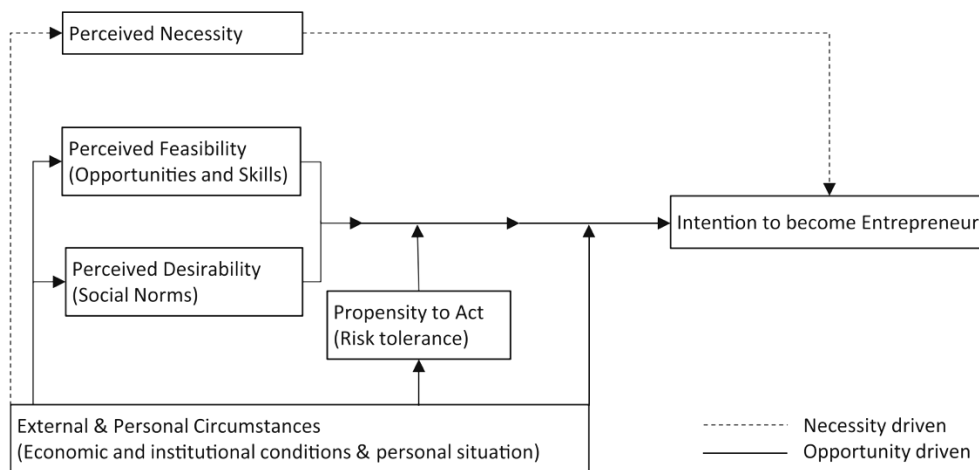 Perceived Necessity
Perceived Feasibility
(Opportunities and Skills)
Intention to become Entrepreneur
Perceived Desirability
(Social Norms)
Propensity to Act
(Risk tolerance)
External & Personal Circumstances
(Economic and institutional conditions & personal situation)
Necessity driven
Opportunity driven